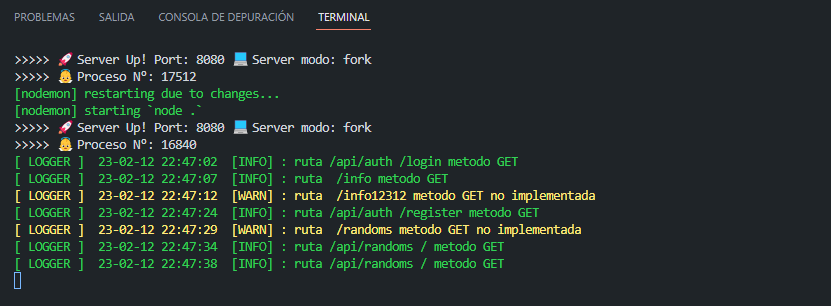 PROBLEMAS SALIDA CONSOLA DE DEPURACIÓN TERMINAL
>>>>> 🚀 Server Up! Port: 8080 💻 Server modo: fork
>>>>> 👷 Proceso N°: 17512
[nodemon] restarting due to changes...
[nodemon] starting `node .`
>>>>> 🚀 Server Up! Port: 8080 💻 Server modo: fork
>>>>> 👷 Proceso N°: 16840
[ LOGGER ]  23-02-12 22:47:02  [INFO] : ruta /api/auth /login metodo GET
[ LOGGER ]  23-02-12 22:47:07  [INFO] : ruta  /info metodo GET
[ LOGGER ]  23-02-12 22:47:12  [WARN] : ruta  /info12312 metodo GET no implementada
[ LOGGER ]  23-02-12 22:47:24  [INFO] : ruta /api/auth /register metodo GET
[ LOGGER ]  23-02-12 22:47:29  [WARN] : ruta  /randoms metodo GET no implementada
[ LOGGER ]  23-02-12 22:47:34  [INFO] : ruta /api/randoms / metodo GET
[ LOGGER ]  23-02-12 22:47:38  [INFO] : ruta /api/randoms / metodo GET